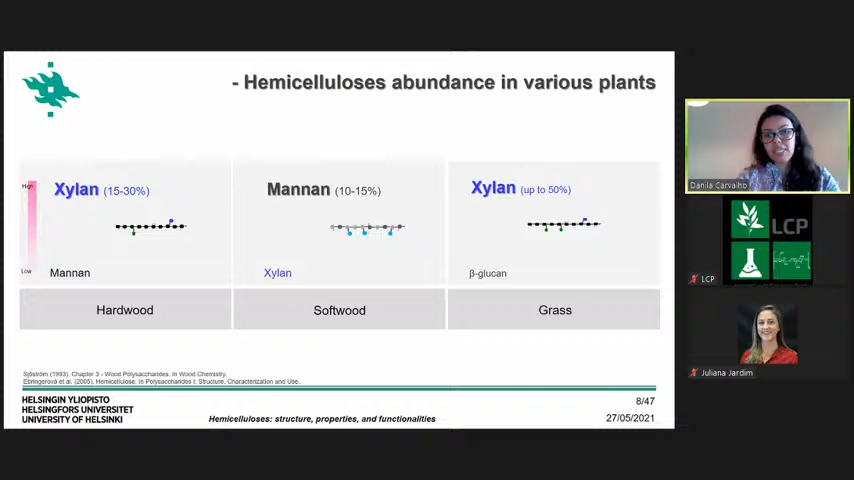 - Hemicelluloses abundance in various plants
High
Low
Xylan (15-30%)
Mannan
Mannan (10-15%)
Xylan
Xylan (up to 50%)
β-glucan
Hardwood
Softwood
Grass
Sjöström (1993). Chapter 3 - Wood Polysaccharides. In Wood Chemistry.
Ebringerová et al. (2005). Hemicellulose. In Polysaccharides I: Structure, Characterization and Use.
HELSINGIN YLIOPISTO
HELSINGFORS UNIVERSITET
UNIVERSITY OF HELSINKI
Hemicelluloses: structure, properties, and functionalities
8/47
27/05/2021
Danila Carvalho
LCP
LCP
Juliana Jardim